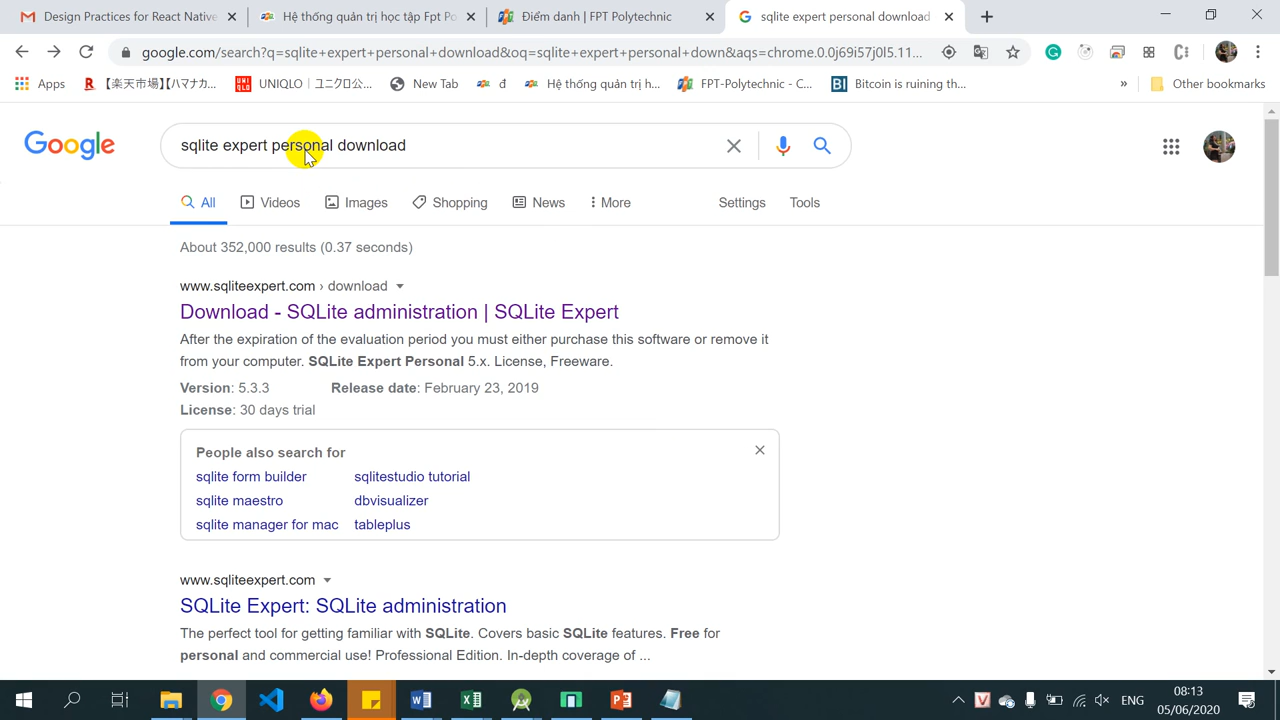 Design Practices for React Native
Hệ thống quản trị học tập Fpt Po
Điểm danh | FPT Polytechnic
sqlite expert personal download
google.com/search?q=sqlite+expert+personal+download&oq=sqlite+expert+personal+down&aqs=chrome.0.0j69i57j0l5.11...
Apps
【楽天市場】【ハマナカ...
UNIQLO｜ユニクロ公...
New Tab
đ
Hệ thống quản trị h...
FPT-Polytechnic - C...
BI
Bitcoin is ruining th...
»
Other bookmarks
Google
sqlite expert personal download
All
Videos
Images
Shopping
News
More
Settings
Tools
About 352,000 results (0.37 seconds)
www.sqliteexpert.com › download
Download - SQLite administration | SQLite Expert
After the expiration of the evaluation period you must either purchase this software or remove it
from your computer. SQLite Expert Personal 5.x. License, Freeware.
Version: 5.3.3
Release date: February 23, 2019
License: 30 days trial
People also search for
sqlite form builder
sqlitestudio tutorial
sqlite maestro
dbvisualizer
sqlite manager for mac
tableplus
www.sqliteexpert.com
SQLite Expert: SQLite administration
The perfect tool for getting familiar with SQLite. Covers basic SQLite features. Free for
personal and commercial use! Professional Edition. In-depth coverage of ...
ENG
08:13
05/06/2020